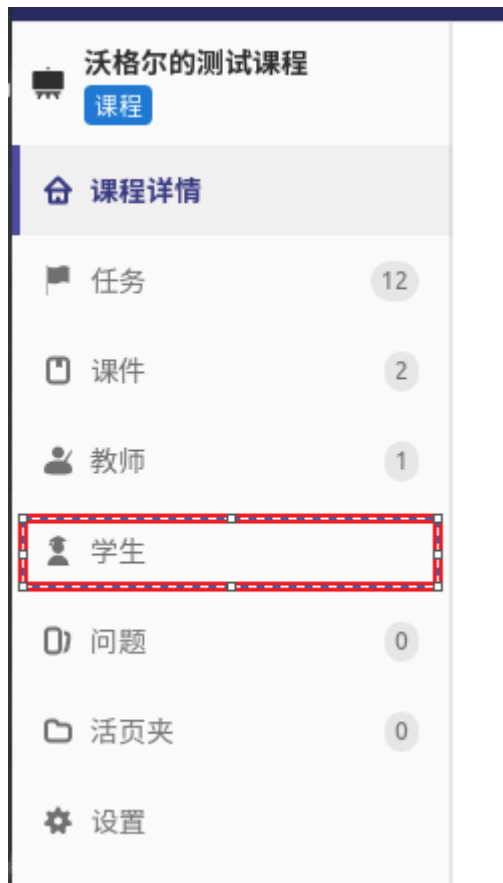 沃格尔的测试课程
课程
课程详情
任务 12
课件 2
教师 1
学生
问题 0
活页夹 0
设置